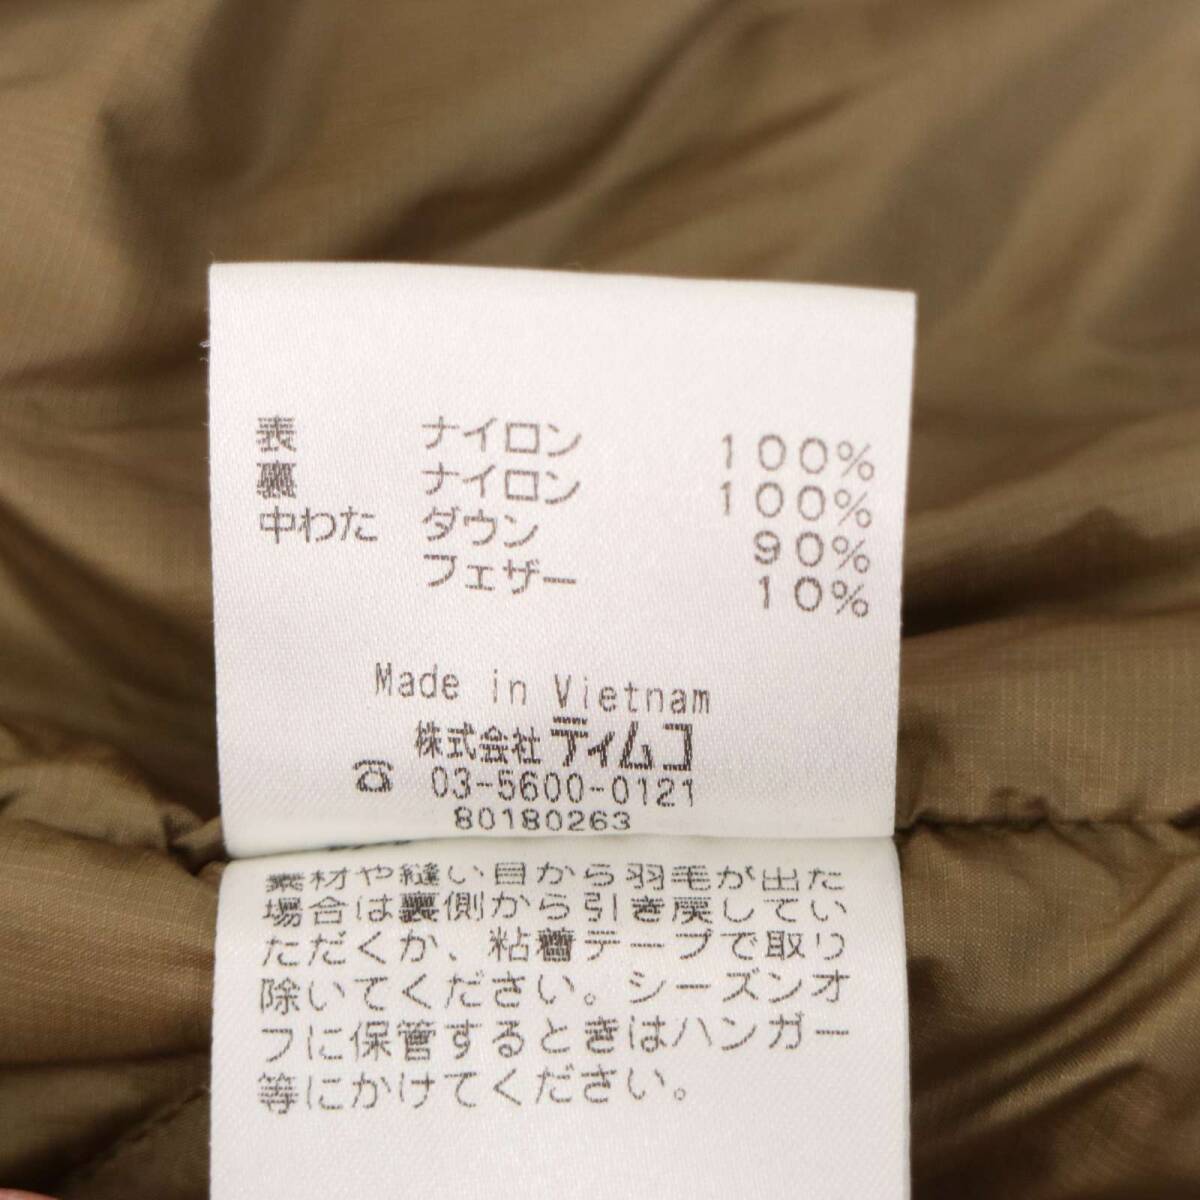 表 ナイロン 100%
裏 ナイロン 100%
中わた ダウン 90%
フェザー 10%
Made in Vietnam
株式会社 ティムコ
☎ 03-5600-0121
80180263
素材や縫い目から羽毛が出た
場合は裏側から引き戻してい
ただくか、粘着テープで取り
除いてください。シーズンオ
フに保管するときはハンガー
等にかけてください。